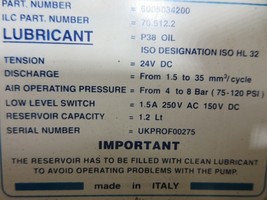 PART. NUMBER = 6008034200
ILC PART. NUMBER = 70.512.2
LUBRICANT = P38 OIL
ISO DESIGNATION ISO HL 32
TENSION = 24V DC
DISCHARGE = From 1.5 to 35 mm³/cycle
AIR OPERATING PRESSURE = From 4 to 8 Bar (75-120 PSI)
LOW LEVEL SWITCH = 1.5A 250V AC 150V DC
RESERVOIR CAPACITY = 1.2 Lt
SERIAL NUMBER = UKPROF00275
IMPORTANT
THE RESERVOIR HAS TO BE FILLED WITH CLEAN LUBRICANT
TO AVOID OPERATING PROBLEMS WITH THE PUMP.
made in ITALY